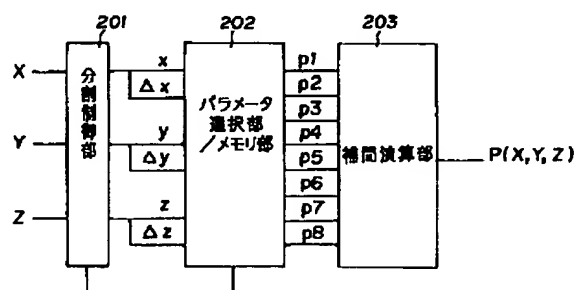 201
202
203
X
Y
Z
分割制御部
x
Δx
y
Δy
z
Δz
パラメータ
選択部
/メモリ部
p1
p2
p3
p4
p5
p6
p7
p8
補間演算部
P(X,Y,Z)